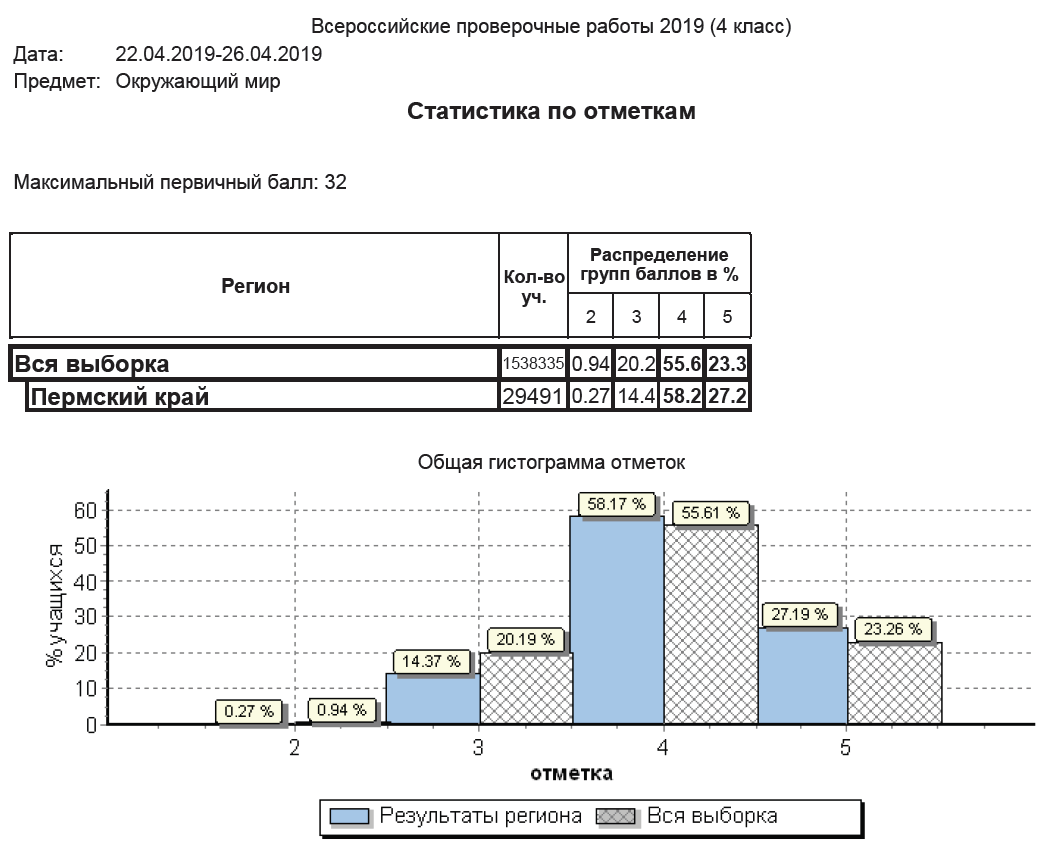 Всероссийские проверочные работы 2019 (4 класс)
Дата: 22.04.2019-26.04.2019
Предмет: Окружающий мир
Статистика по отметкам
Максимальный первичный балл: 32
Регион
Кол-во
уч.
Распределение
групп баллов в %
2 3 4 5
Вся выборка 1538335 0.94 20.2 55.6 23.3
Пермский край 29491 0.27 14.4 58.2 27.2
Общая гистограмма отметок
% учащихся
60
50
40
30
20
10
0
0.27 %
0.94 %
14.37 %
20.19 %
58.17 %
55.61 %
27.19 %
23.26 %
2 3 4 5
отметка
Результаты региона Вся выборка